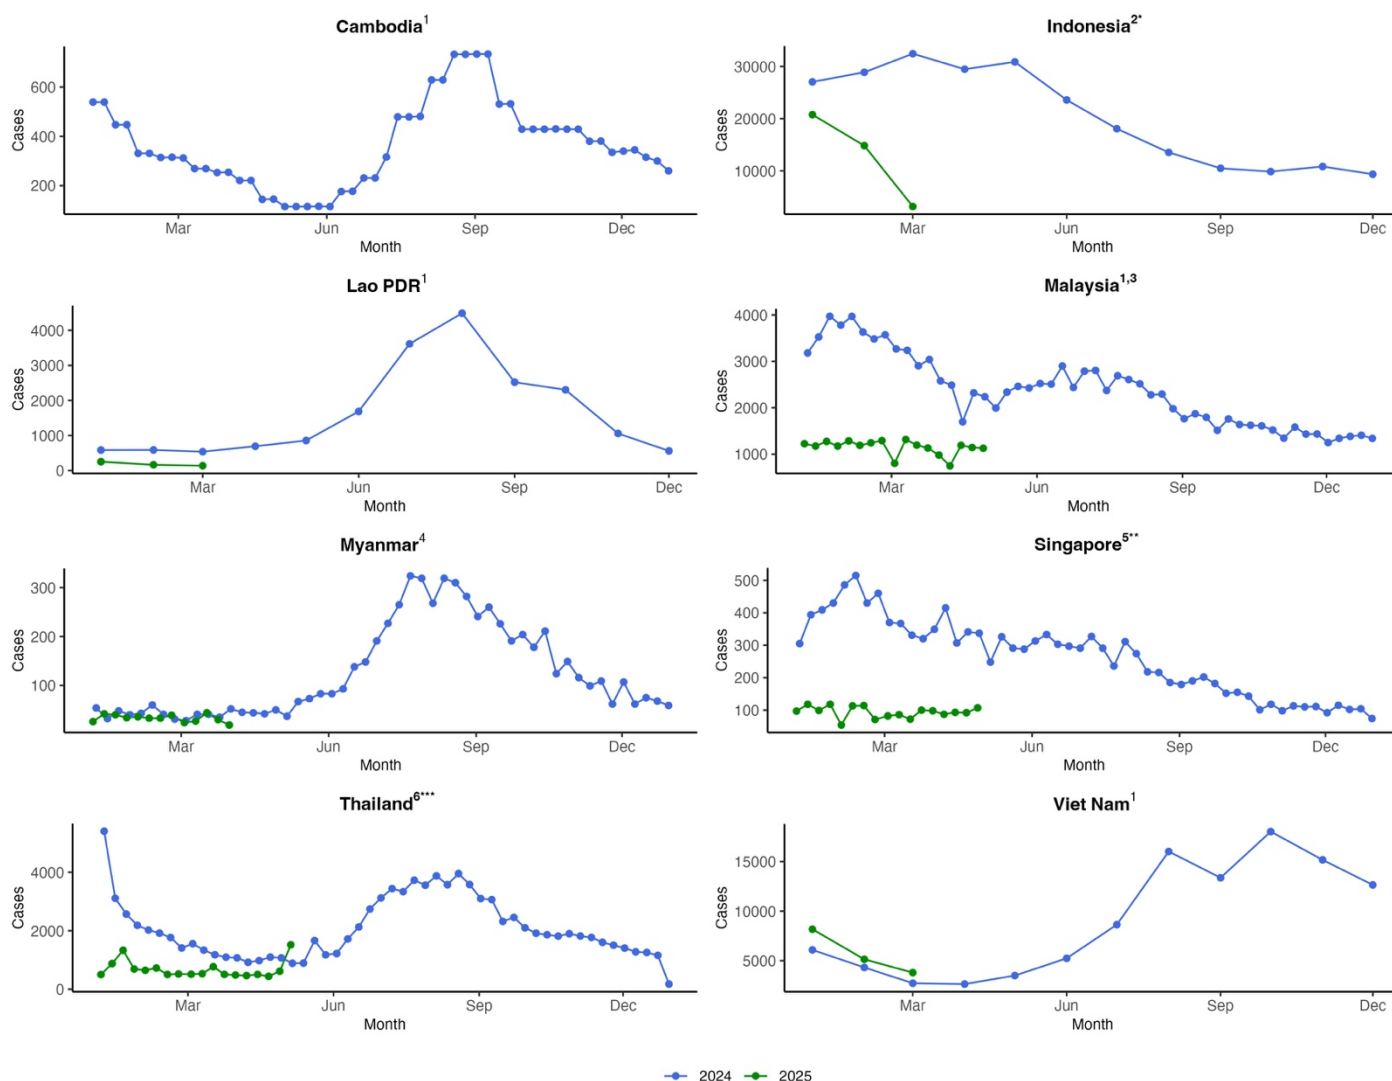 Cambodia1
Cases
600
400
200
Mar Jun Sep Dec
Month
Indonesia2*
Cases
30000
20000
10000
Mar Jun Sep Dec
Month
Lao PDR1
Cases
4000
3000
2000
1000
0
Mar Jun Sep Dec
Month
Malaysia1,3
Cases
4000
3000
2000
1000
Mar Jun Sep Dec
Month
Myanmar4
Cases
300
200
100
Mar Jun Sep Dec
Month
Singapore5**
Cases
500
400
300
200
100
Mar Jun Sep Dec
Month
Thailand6***
Cases
4000
2000
0
Mar Jun Sep Dec
Month
Viet Nam1
Cases
15000
10000
5000
Mar Jun Sep Dec
Month
2024 2025